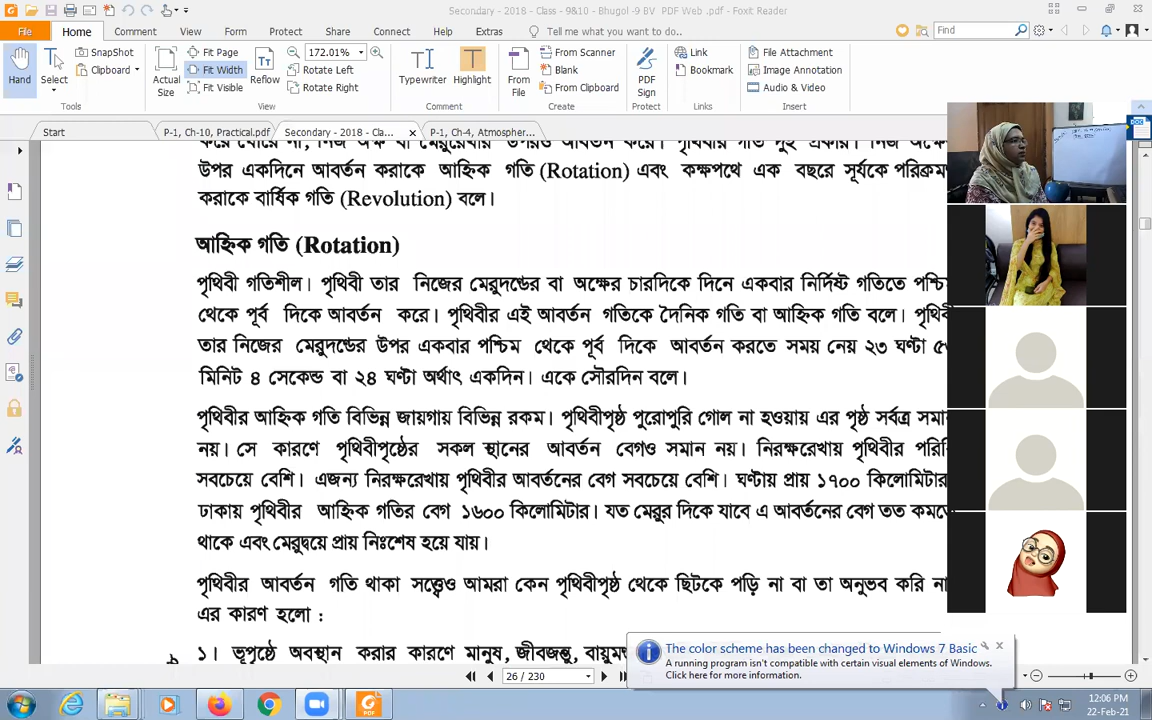 Secondary - 2018 - Class - 9&10 - Bhugol -9 BV PDF Web .pdf - Foxit Reader
File Home Comment View Form Protect Share Connect Help Extras Tell me what you want to do... Find
Hand Select SnapShot Clipboard Actual Size Fit Page Fit Width Fit Visible Reflow 172.01% Rotate Left Rotate Right Typewriter Highlight From File From Scanner Blank From Clipboard PDF Sign Link Bookmark File Attachment Image Annotation Audio & Video
Tools View Comment Create Protect Links Insert
Start P-1, Ch-10, Practical.pdf Secondary - 2018 - Cla... P-1, Ch-4, Atmospher...
উপর একদিনে আবর্তন করাকে আহ্নিক গতি (Rotation) এবং কক্ষপথে এক বছরে সূর্যকে পরিক্রমণ
করাকে বার্ষিক গতি (Revolution) বলে।
আহ্নিক গতি (Rotation)
পৃথিবী গতিশীল। পৃথিবী তার নিজের মেরুদন্ডের বা অক্ষের চারদিকে দিনে একবার নির্দিষ্ট গতিতে পশ্চিম
থেকে পূর্ব দিকে আবর্তন করে। পৃথিবীর এই আবর্তন গতিকে দৈনিক গতি বা আহ্নিক গতি বলে। পৃথিবী
তার নিজের মেরুদন্ডের উপর একবার পশ্চিম থেকে পূর্ব দিকে আবর্তন করতে সময় নেয় ২৩ ঘণ্টা
মিনিট ৪ সেকেন্ড বা ২৪ ঘণ্টা অর্থাৎ একদিন। একে সৌরদিন বলে।
পৃথিবীর আহ্নিক গতি বিভিন্ন জায়গায় বিভিন্ন রকম। পৃথিবীপৃষ্ঠ পুরোপুরি গোল না হওয়ায় এর পৃষ্ঠ সর্বত্র সমান
নয়। সে কারণে পৃথিবীপৃষ্ঠের সকল স্থানের আবর্তন বেগও সমান নয়। নিরক্ষরেখায় পৃথিবীর
সবচেয়ে বেশি। এজন্য নিরক্ষরেখায় পৃথিবীর আবর্তনের বেগ সবচেয়ে বেশি। ঘণ্টায় প্রায় ১৭০০ কিলোমিটার
ঢাকায় পৃথিবীর আহ্নিক গতির বেগ ১৬০০ কিলোমিটার। যত মেরুর দিকে যাবে এ আবর্তনের বেগ তত কমতে
থাকে এবং মেরুদ্বয়ে প্রায় নিঃশেষ হয়ে যায়।
পৃথিবীর আবর্তন গতি থাকা সত্ত্বেও আমরা কেন পৃথিবীপৃষ্ঠ থেকে ছিটকে পড়ি না বা তা অনুভব করি না
এর কারণ হলো :
১। ভূপৃষ্ঠে অবস্থান করার কারণে মানুষ, জীবজন্তু,
The color scheme has been changed to Windows 7 Basic
A running program isn't compatible with certain visual elements of Windows.
Click here for more information.
26 / 230
12:06 PM
22-Feb-21